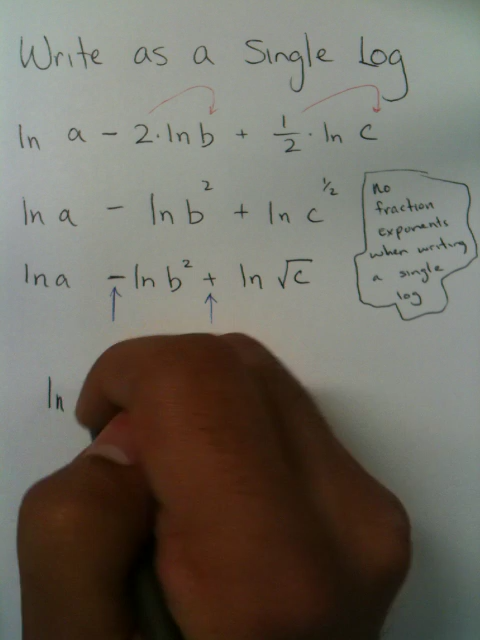 Write as a Single Log
ln a - 2·ln b + 1/2·ln c
ln a - ln b² + ln c^1/2
no
fraction
exponents
when writing
a single
log
ln a - ln b² + ln √c
ln